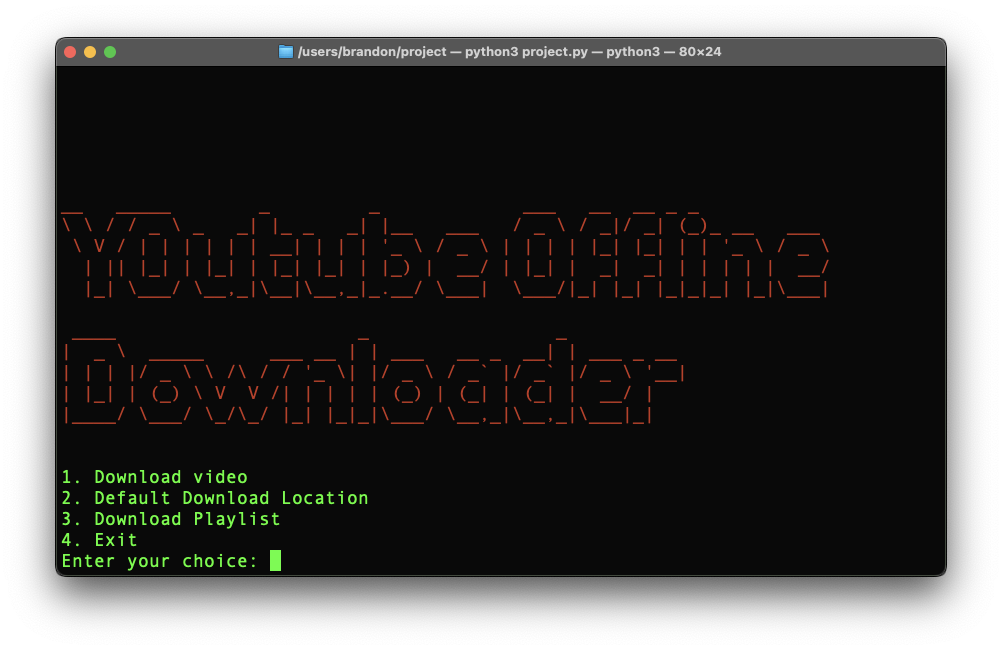 /users/brandon/project — python3 project.py — python3 — 80×24
YOutube Offline
Downloader
1. Download video
2. Default Download Location
3. Download Playlist
4. Exit
Enter your choice: